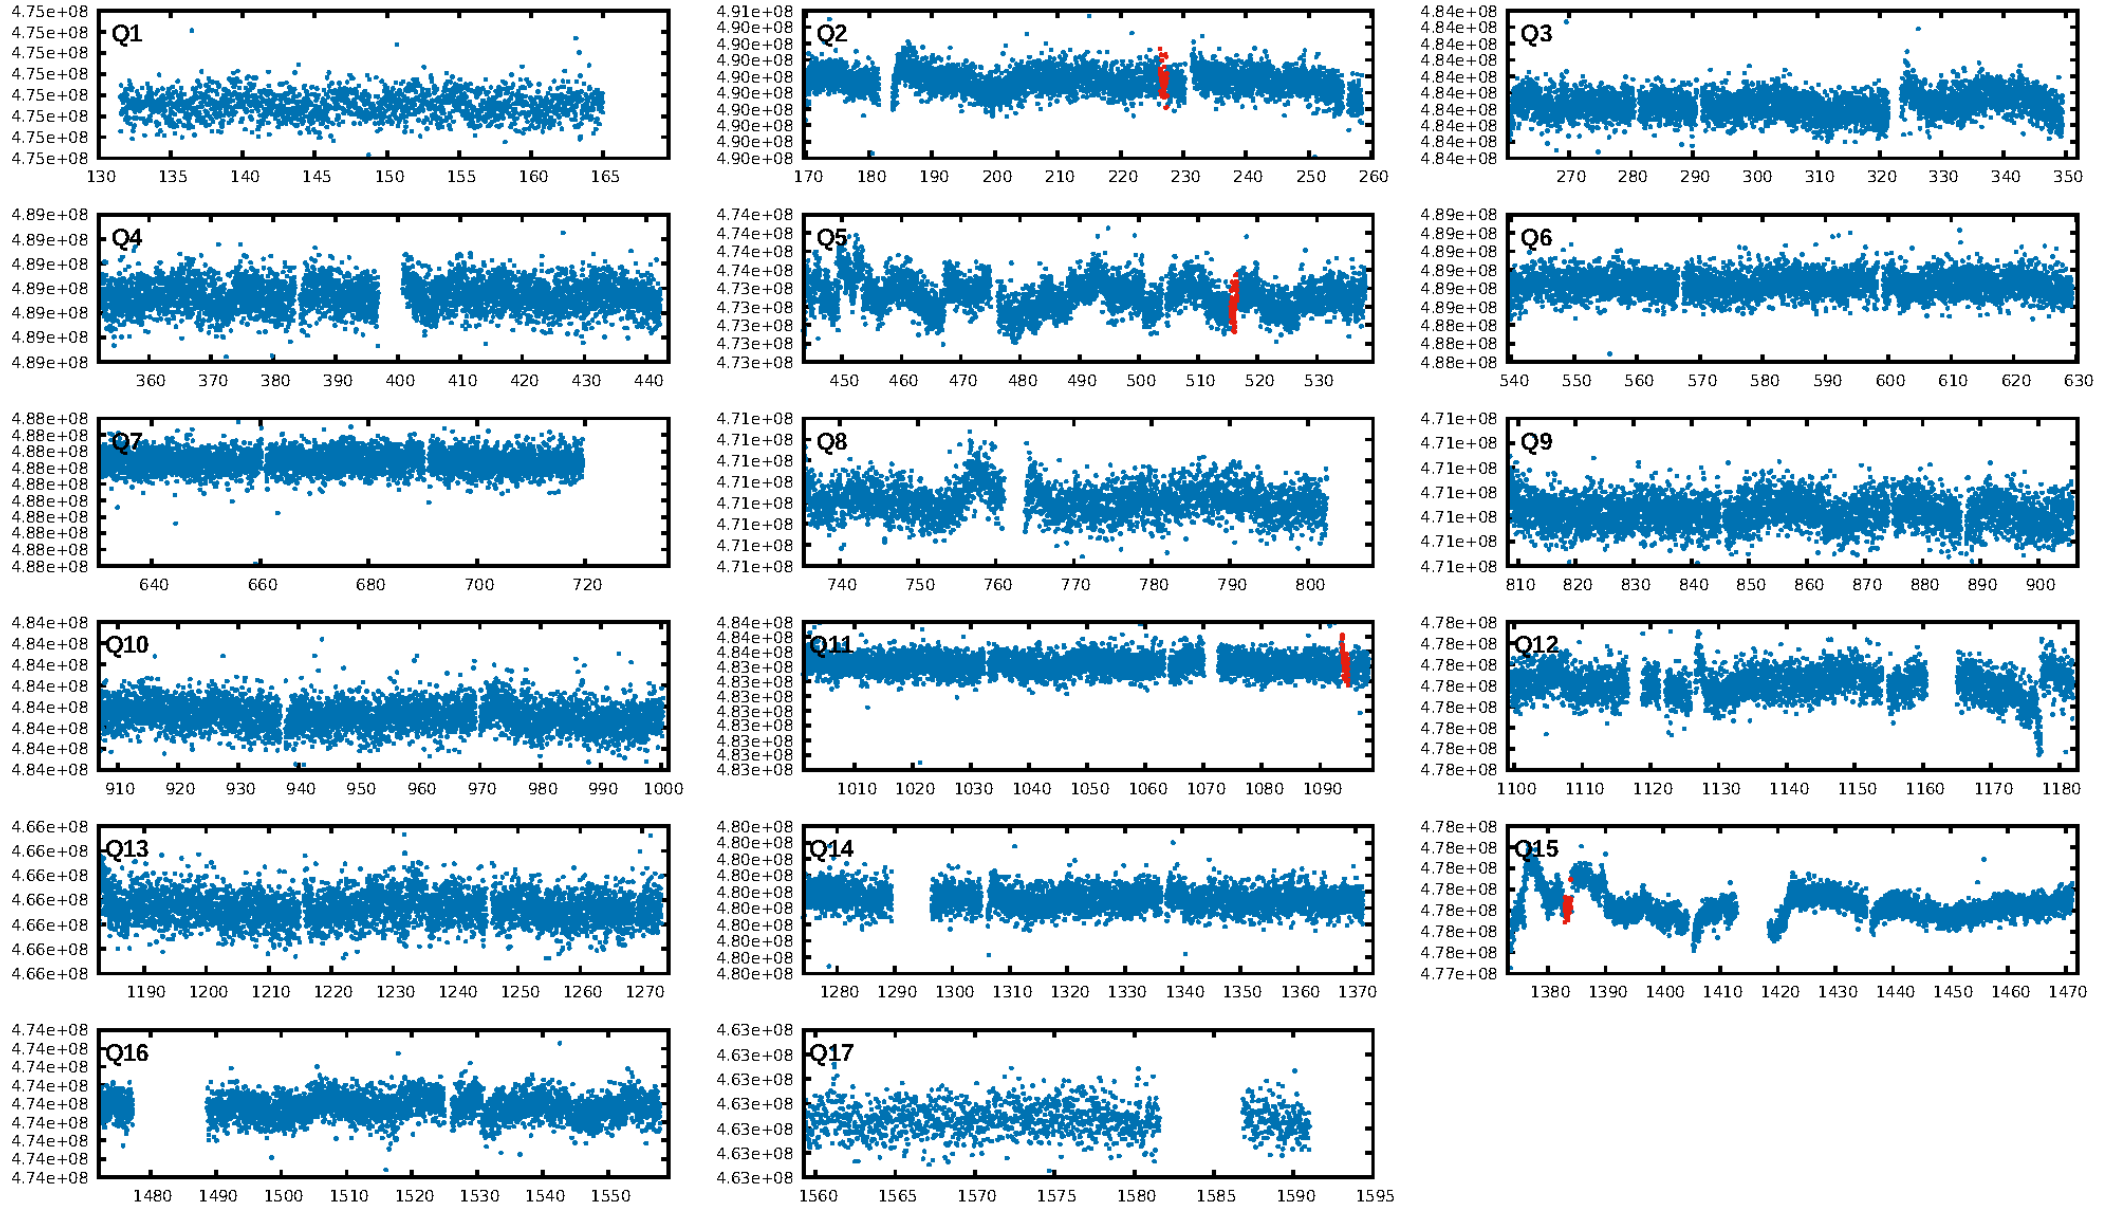 4.75e+08
Q1
4.75e+08
4.75e+08
4.75e+08
4.75e+08
4.75e+08
4.75e+08
4.75e+08
130 135 140 145 150 155 160 165
4.91e+08
4.90e+08
Q2
4.90e+08
4.90e+08
4.90e+08
4.90e+08
4.90e+08
4.90e+08
4.90e+08
4.90e+08
170 180 190 200 210 220 230 240 250 260
4.84e+08
4.84e+08
Q3
4.84e+08
4.84e+08
4.84e+08
4.84e+08
4.84e+08
4.84e+08
4.84e+08
4.84e+08
270 280 290 300 310 320 330 340 350
4.89e+08
Q4
4.89e+08
4.89e+08
4.89e+08
4.89e+08
4.89e+08
4.89e+08
360 370 380 390 400 410 420 430 440
4.74e+08
4.74e+08
Q5
4.74e+08
4.74e+08
4.73e+08
4.73e+08
4.73e+08
4.73e+08
4.73e+08
450 460 470 480 490 500 510 520 530
4.89e+08
4.89e+08
Q6
4.89e+08
4.89e+08
4.89e+08
4.89e+08
4.88e+08
4.88e+08
4.88e+08
540 550 560 570 580 590 600 610 620 630
4.88e+08
4.88e+08
Q7
4.88e+08
4.88e+08
4.88e+08
4.88e+08
4.88e+08
4.88e+08
4.88e+08
4.88e+08
640 660 680 700 720
4.71e+08
4.71e+08
Q8
4.71e+08
4.71e+08
4.71e+08
4.71e+08
4.71e+08
4.71e+08
740 750 760 770 780 790 800
4.71e+08
4.71e+08
Q9
4.71e+08
4.71e+08
4.71e+08
4.71e+08
4.71e+08
810 820 830 840 850 860 870 880 890 900
4.84e+08
4.84e+08
Q10
4.84e+08
4.84e+08
4.84e+08
4.84e+08
4.84e+08
4.84e+08
910 920 930 940 950 960 970 980 990 1000
4.84e+08
4.84e+08
Q11
4.84e+08
4.83e+08
4.83e+08
4.83e+08
4.83e+08
4.83e+08
4.83e+08
4.83e+08
4.83e+08
1010 1020 1030 1040 1050 1060 1070 1080 1090
4.78e+08
4.78e+08
Q12
4.78e+08
4.78e+08
4.78e+08
4.78e+08
4.78e+08
4.78e+08
1100 1110 1120 1130 1140 1150 1160 1170 1180
4.66e+08
Q13
4.66e+08
4.66e+08
4.66e+08
4.66e+08
4.66e+08
4.66e+08
1190 1200 1210 1220 1230 1240 1250 1260 1270
4.80e+08
4.80e+08
Q14
4.80e+08
4.80e+08
4.80e+08
4.80e+08
4.80e+08
4.80e+08
4.80e+08
4.80e+08
1280 1290 1300 1310 1320 1330 1340 1350 1360 1370
4.78e+08
4.78e+08
Q15
4.78e+08
4.78e+08
4.78e+08
4.78e+08
4.78e+08
4.77e+08
1380 1390 1400 1410 1420 1430 1440 1450 1460 1470
4.74e+08
4.74e+08
Q16
4.74e+08
4.74e+08
4.74e+08
4.74e+08
4.74e+08
4.74e+08
4.74e+08
1480 1490 1500 1510 1520 1530 1540 1550
4.63e+08
Q17
4.63e+08
4.63e+08
4.63e+08
4.63e+08
4.63e+08
4.63e+08
1560 1565 1570 1575 1580 1585 1590 1595